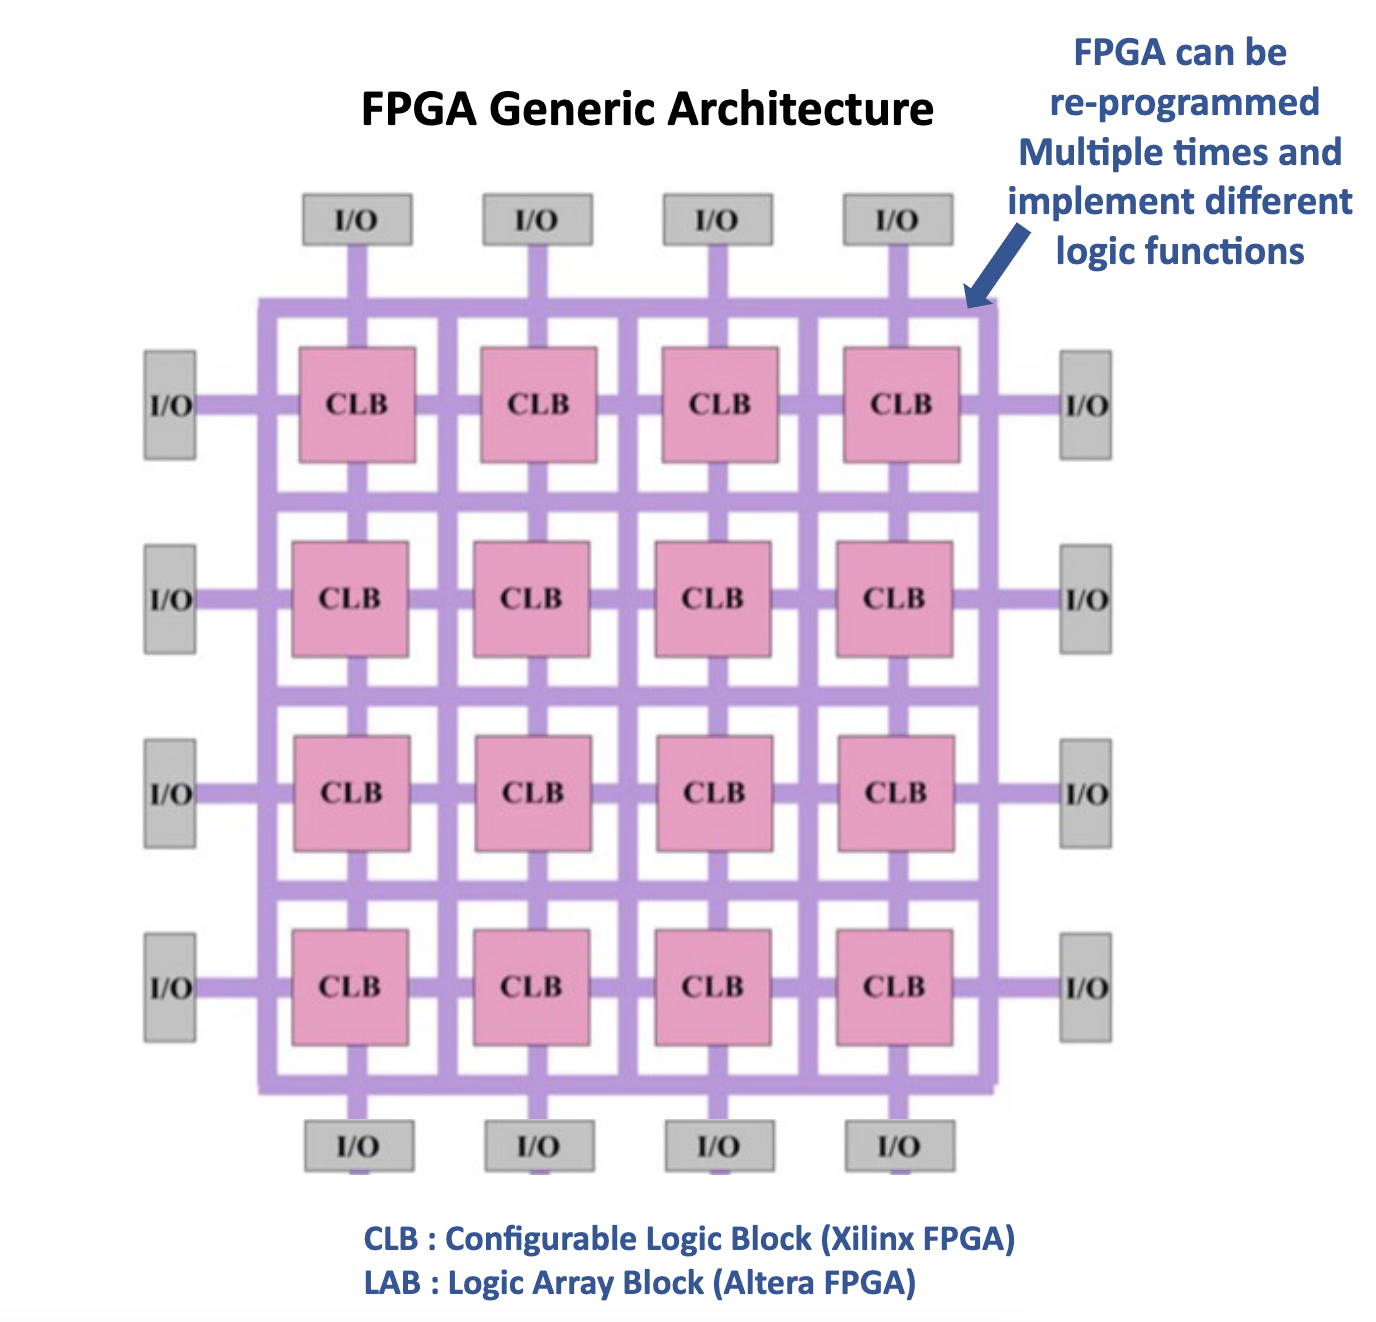 FPGA can be
re-programmed
Multiple times and
implement different
logic functions
FPGA Generic Architecture
I/O I/O I/O I/O
I/O CLB CLB CLB CLB I/O
I/O CLB CLB CLB CLB I/O
I/O CLB CLB CLB CLB I/O
I/O CLB CLB CLB CLB I/O
I/O I/O I/O I/O
CLB : Configurable Logic Block (Xilinx FPGA)
LAB : Logic Array Block (Altera FPGA)